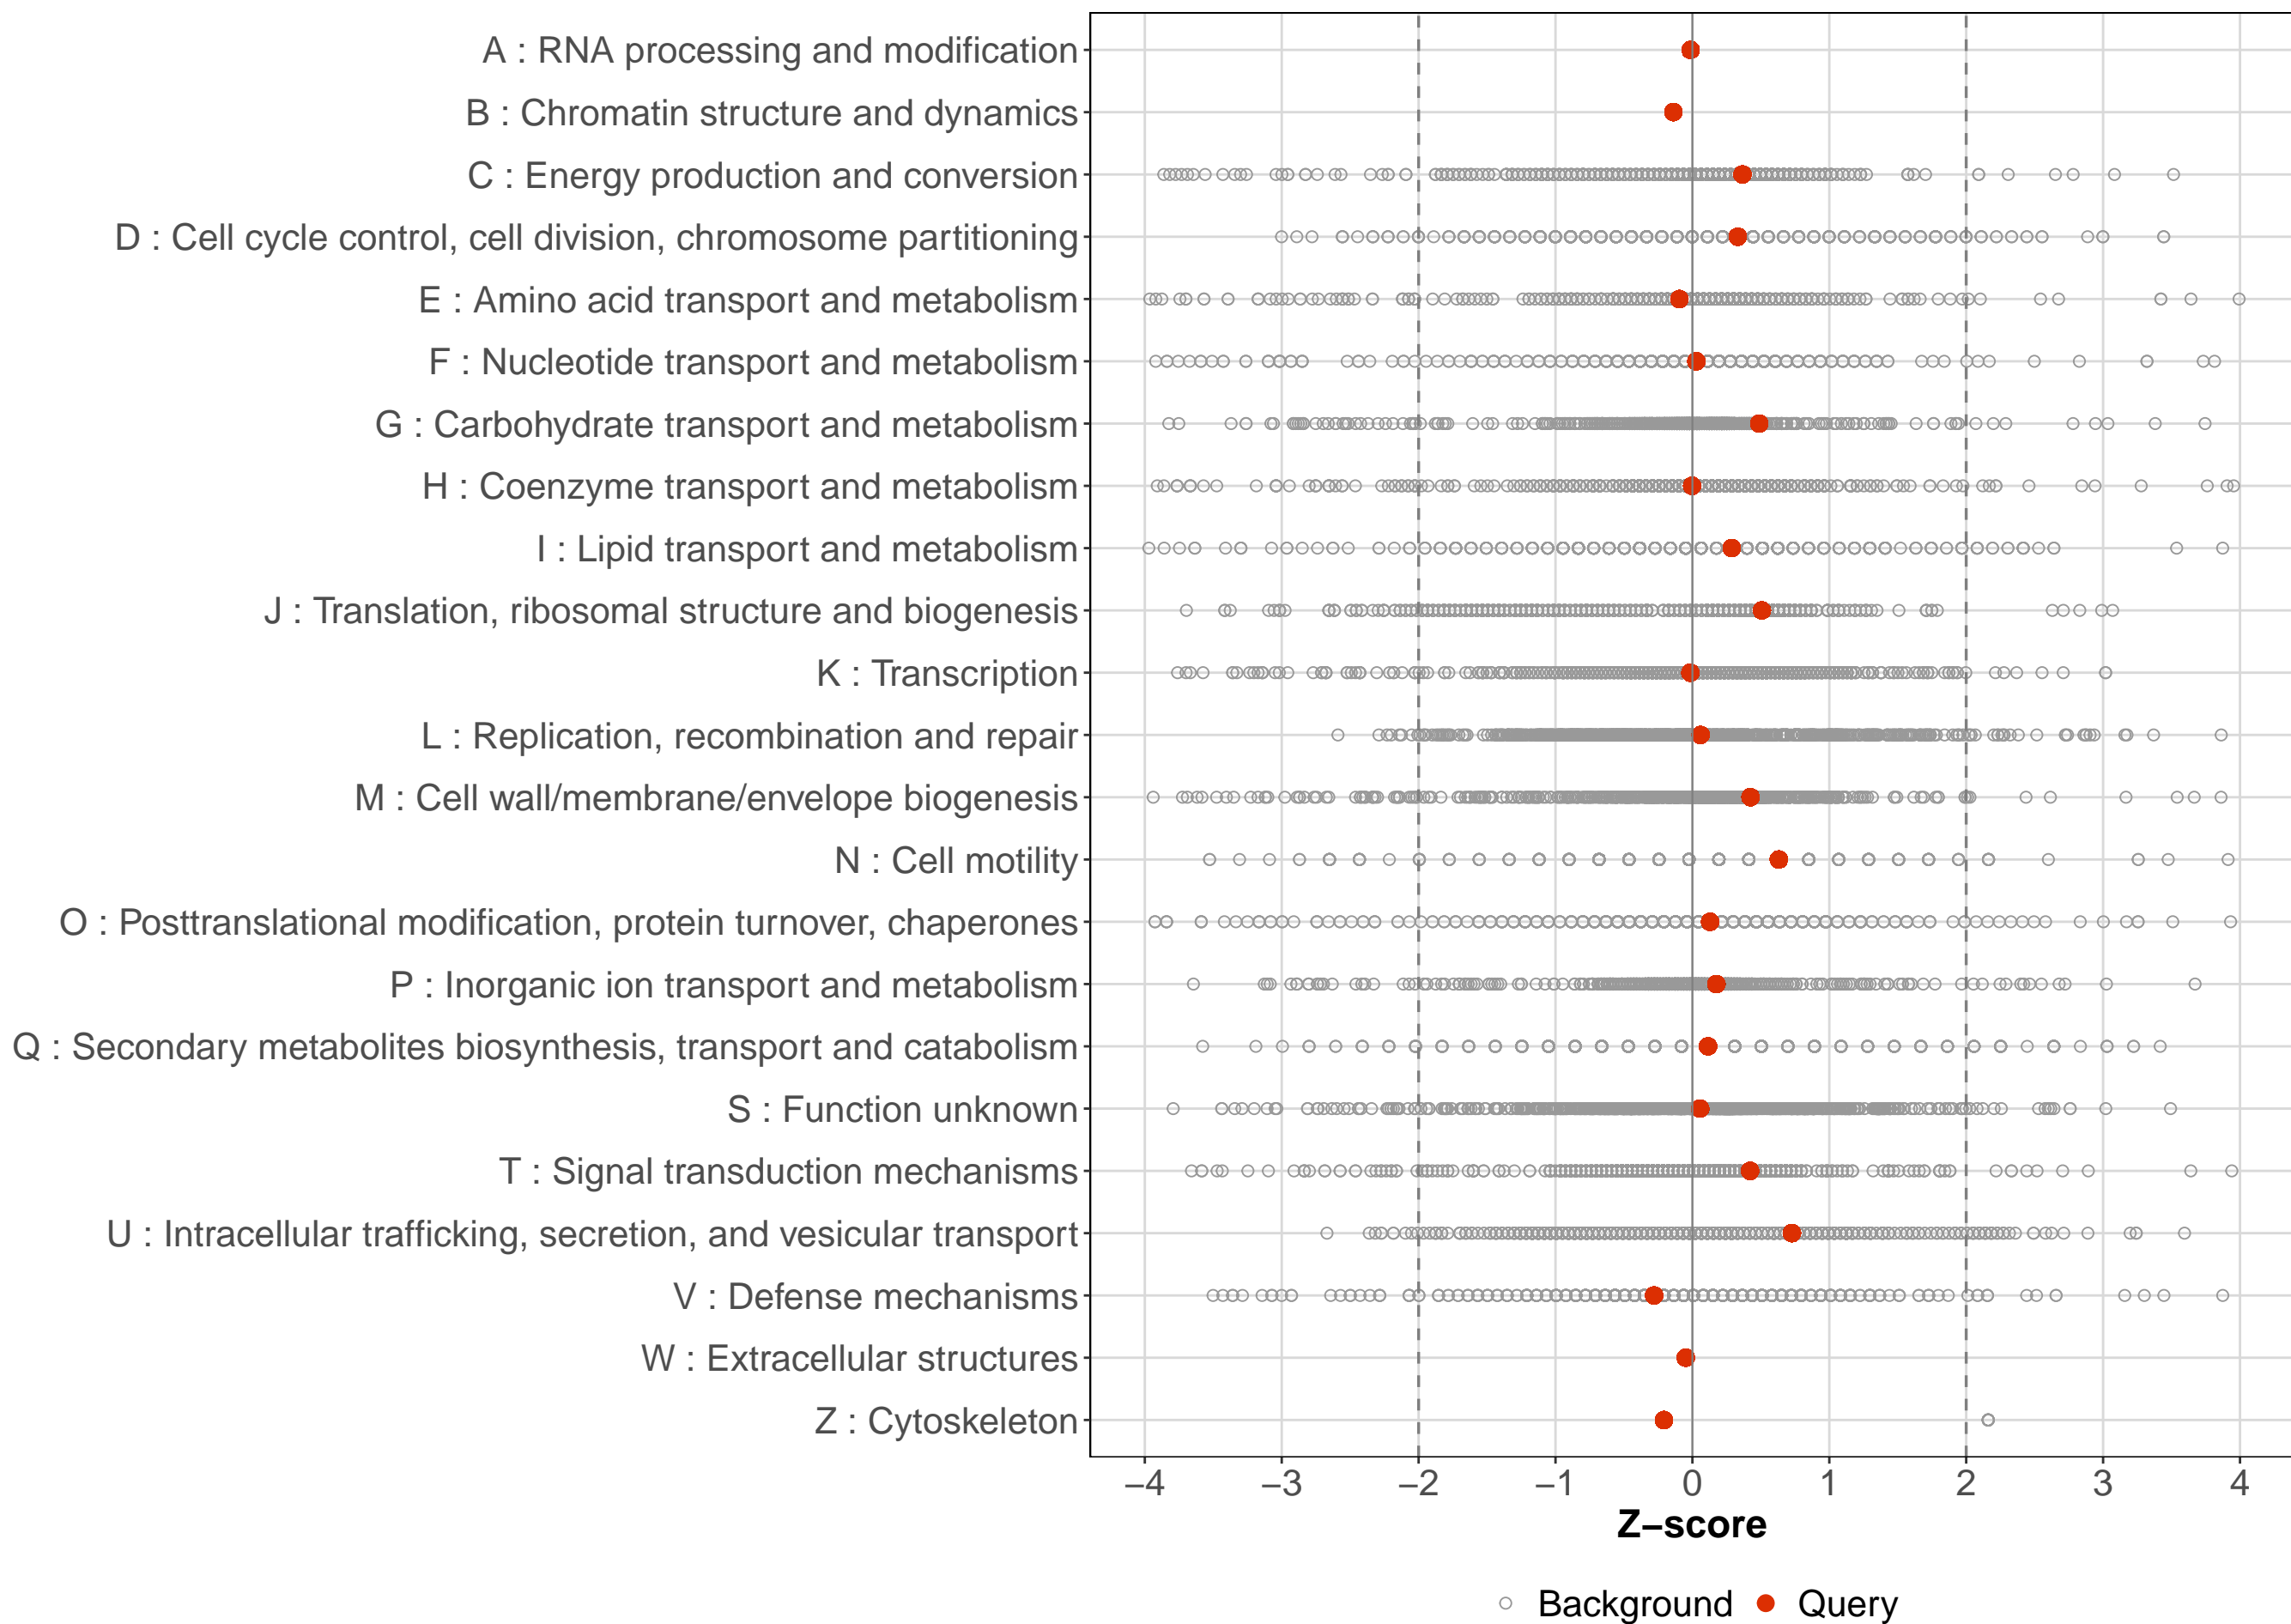 A : RNA processing and modification
B : Chromatin structure and dynamics
C : Energy production and conversion
D : Cell cycle control, cell division, chromosome partitioning
E : Amino acid transport and metabolism
F : Nucleotide transport and metabolism
G : Carbohydrate transport and metabolism
H : Coenzyme transport and metabolism
I : Lipid transport and metabolism
J : Translation, ribosomal structure and biogenesis
K : Transcription
L : Replication, recombination and repair
M : Cell wall/membrane/envelope biogenesis
N : Cell motility
O : Posttranslational modification, protein turnover, chaperones
P : Inorganic ion transport and metabolism
Q : Secondary metabolites biosynthesis, transport and catabolism
S : Function unknown
T : Signal transduction mechanisms
U : Intracellular trafficking, secretion, and vesicular transport
V : Defense mechanisms
W : Extracellular structures
Z : Cytoskeleton
−4 −3 −2 −1 0 1 2 3 4
Z−score
Background Query